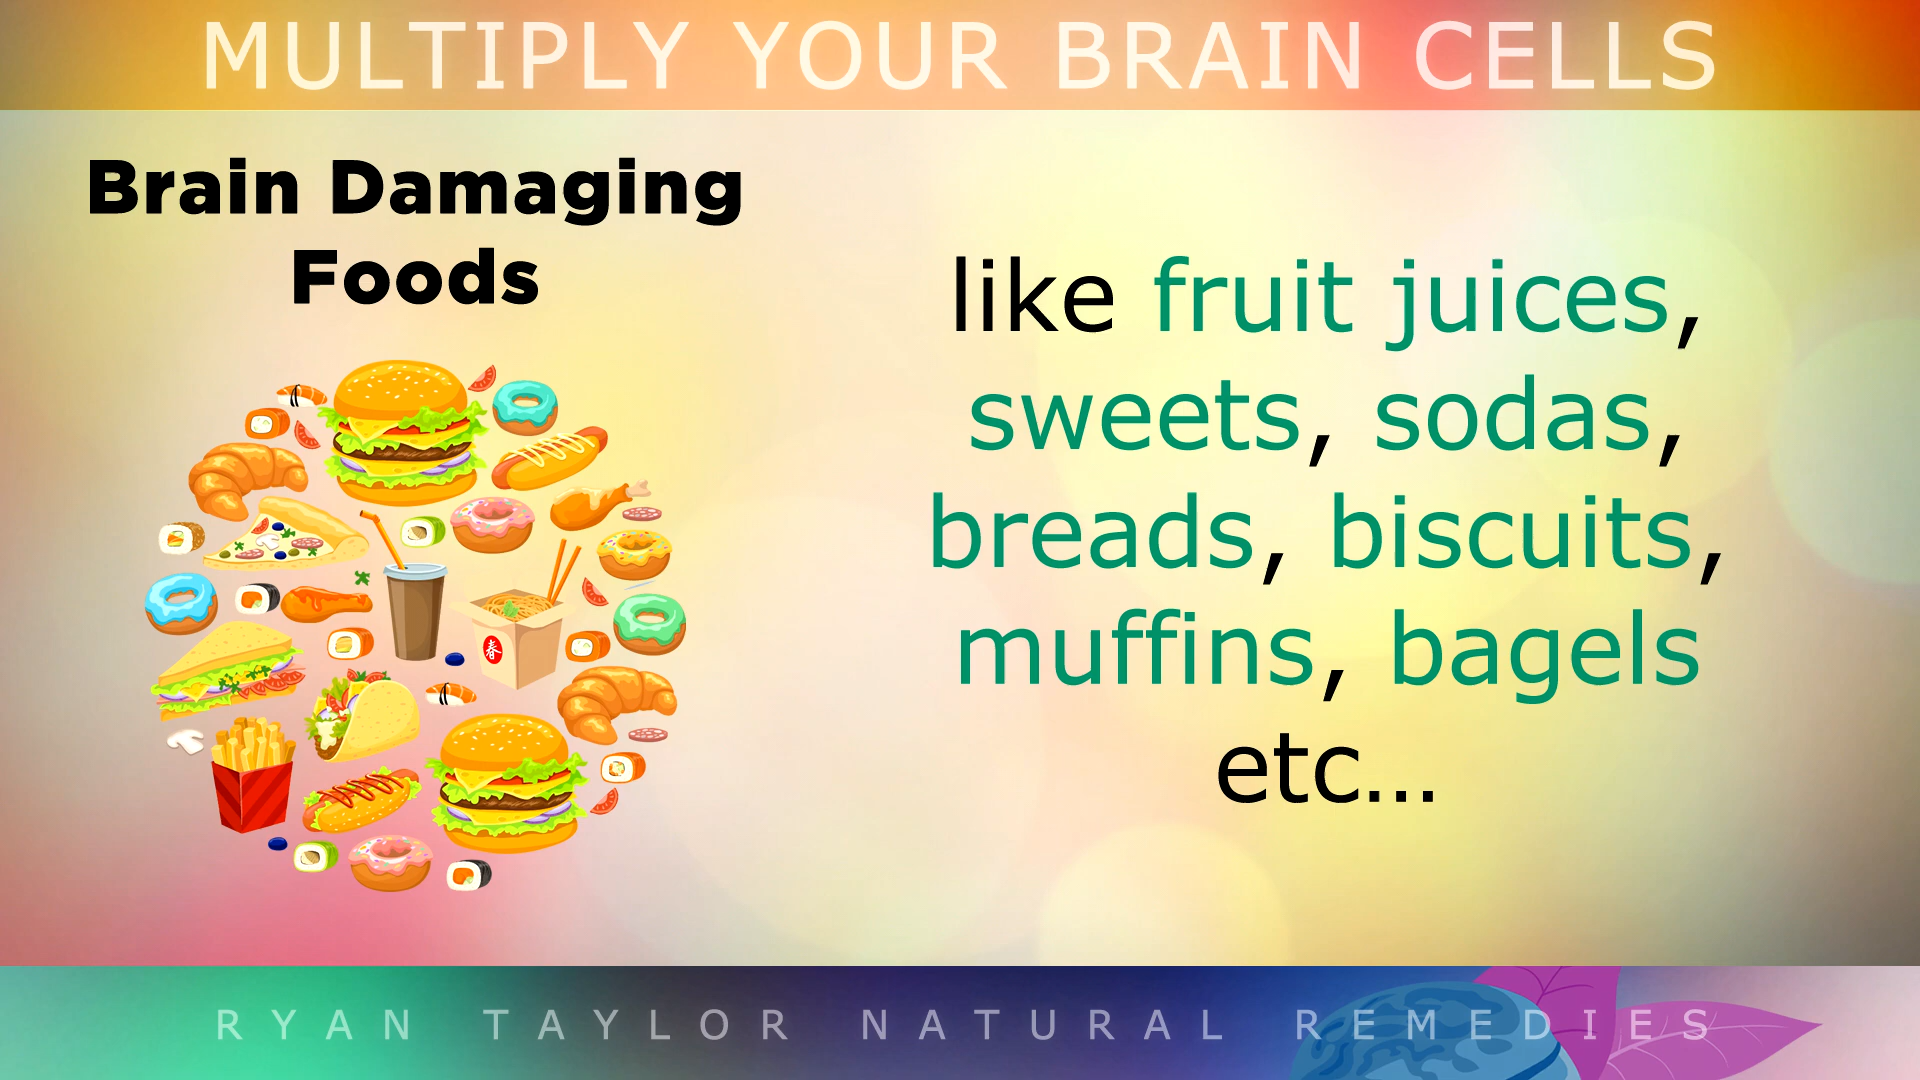 MULTIPLY YOUR BRAIN CELLS
Brain Damaging
Foods
like fruit juices,
sweets, sodas,
breads, biscuits,
muffins, bagels
etc...
春
RYAN TAYLOR NATURAL REMEDIES